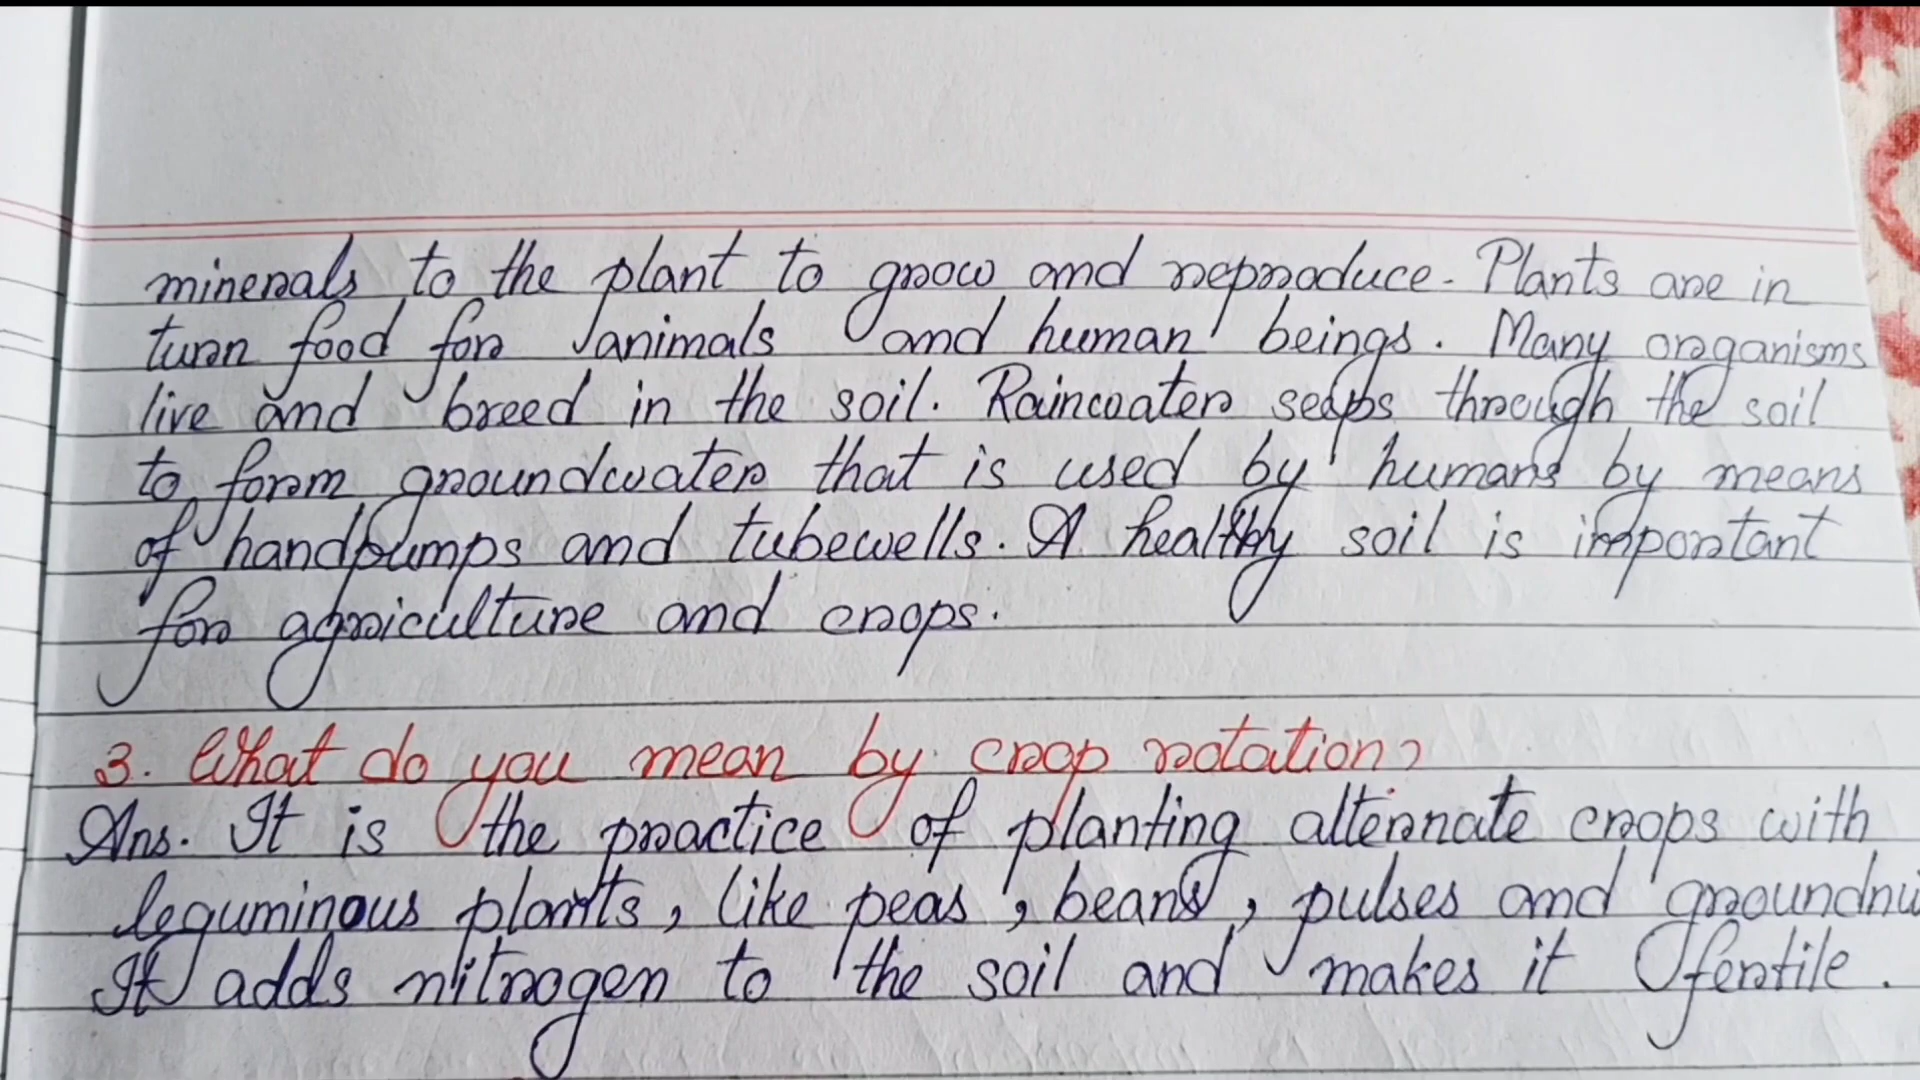 minerals to the plant to grow and reproduce. Plants are in
turn food for animals and human beings. Many organisms
live and breed in the soil. Rainwater seeps through the soil
to form groundwater that is used by humans by means
of handpumps and tubewells. A healthy soil is important
for agriculture and crops.
3. What do you mean by crop rotation?
Ans. It is the practice of planting alternate crops with
leguminous plants, like peas, beans, pulses and groundnu
It adds nitrogen to the soil and makes it fertile.